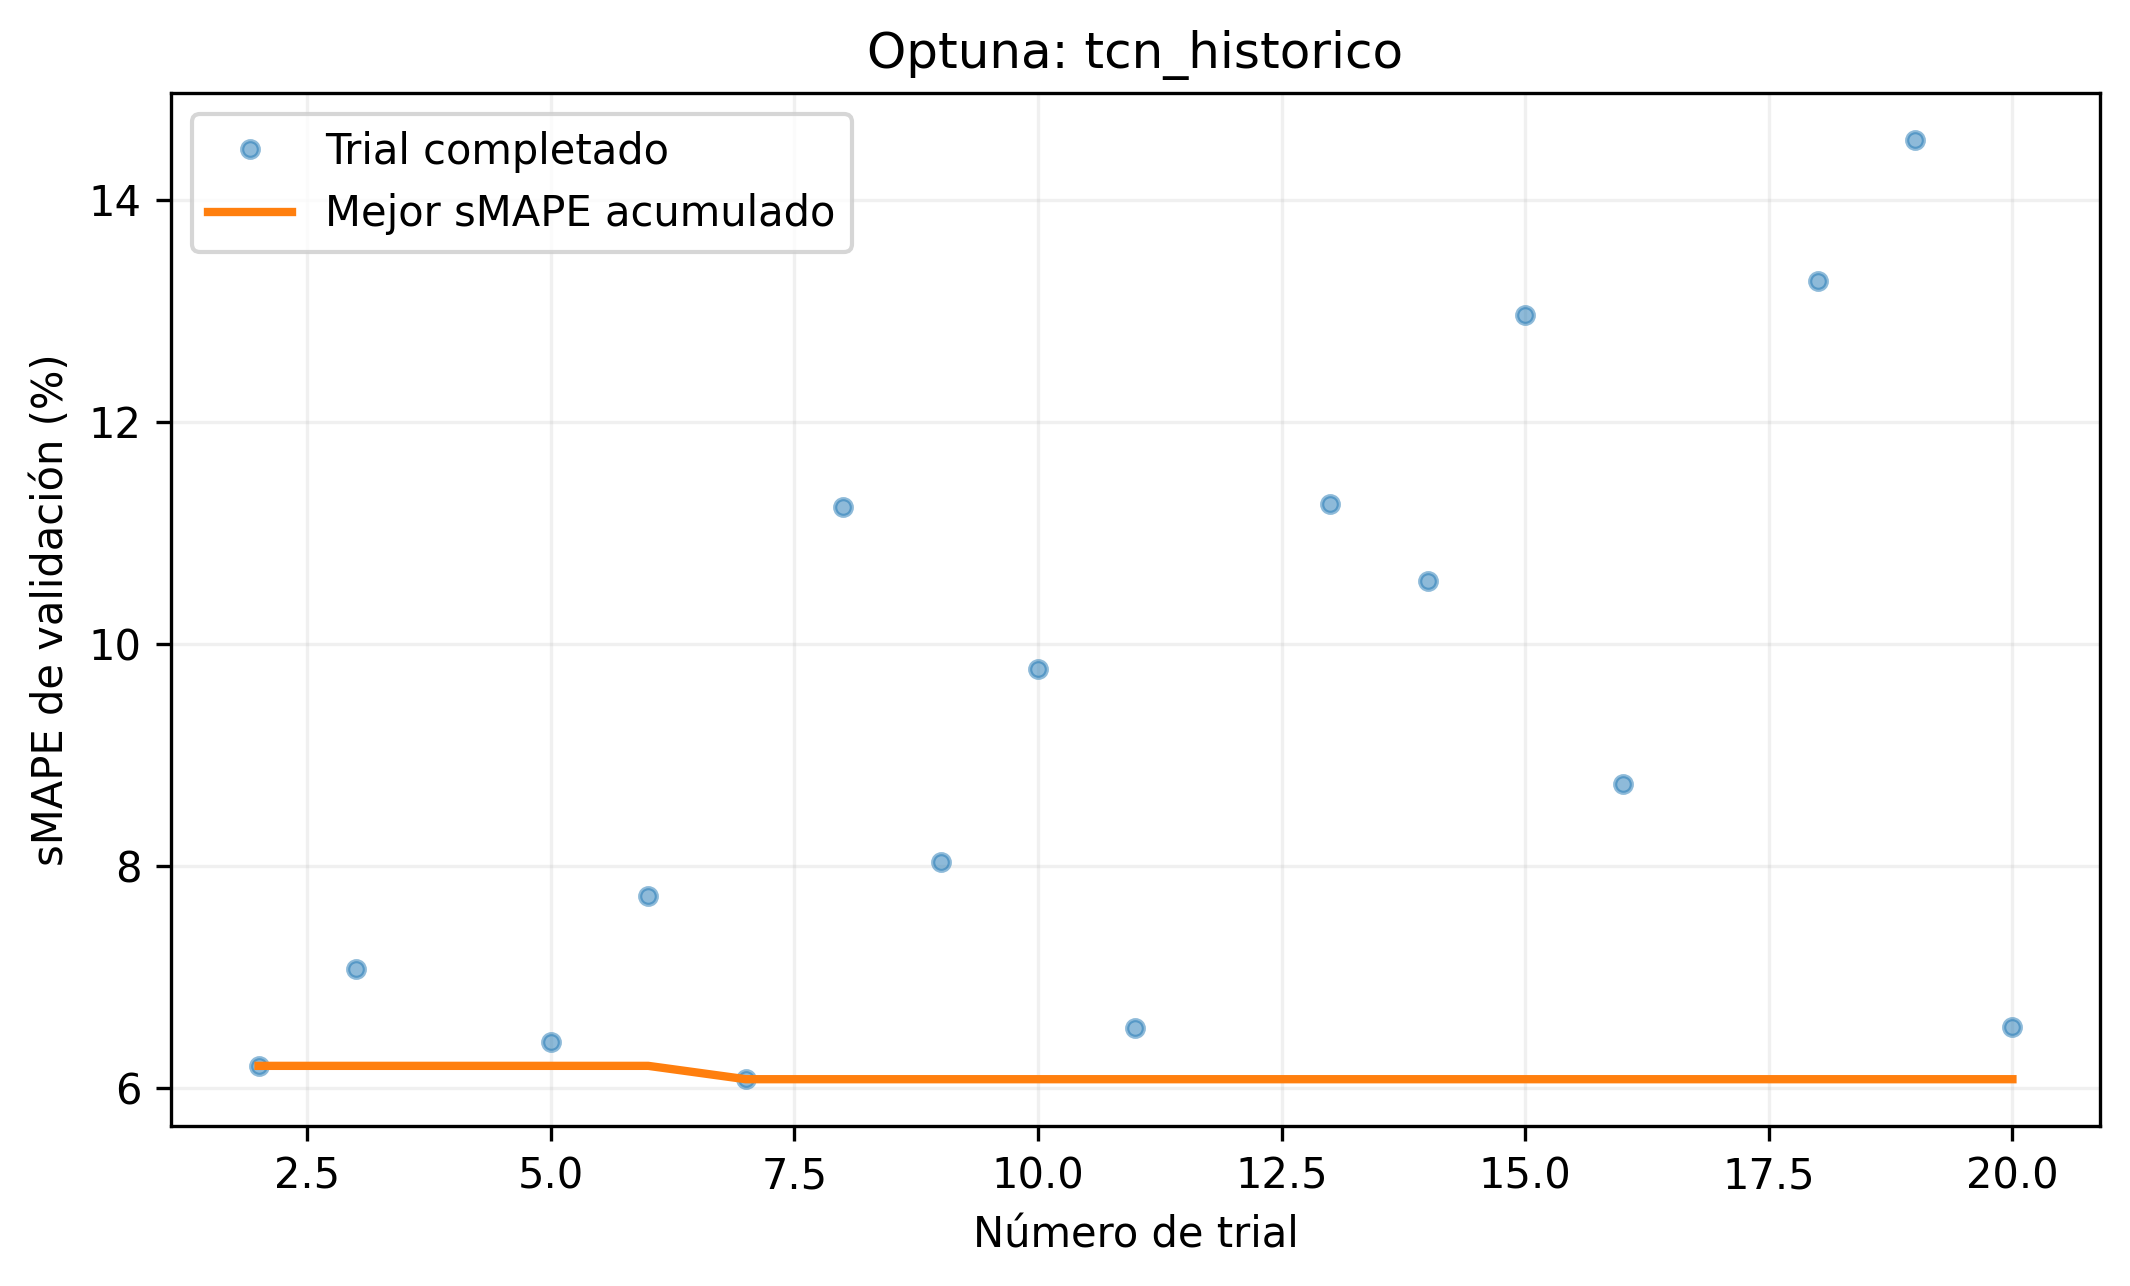 Optuna: tcn_historico
Trial completado
Mejor sMAPE acumulado
sMAPE de validación (%)
14
12
10
8
6
2.5 5.0 7.5 10.0 12.5 15.0 17.5 20.0
Número de trial